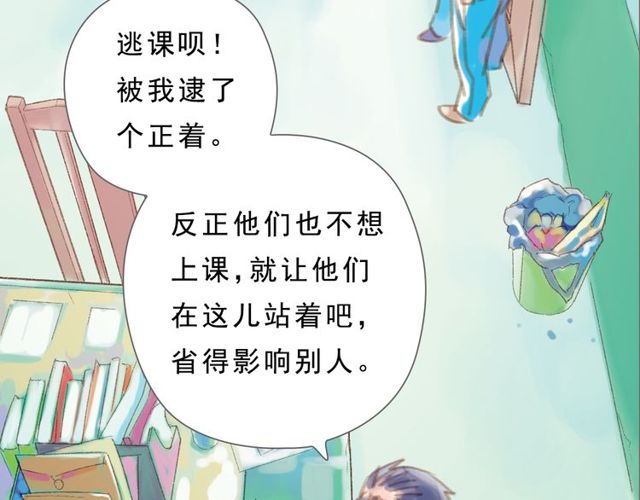 逃课呗!
被我逮了
个正着。
反正他们也不想
上课,就让他们
在这儿站着吧,
省得影响别人。